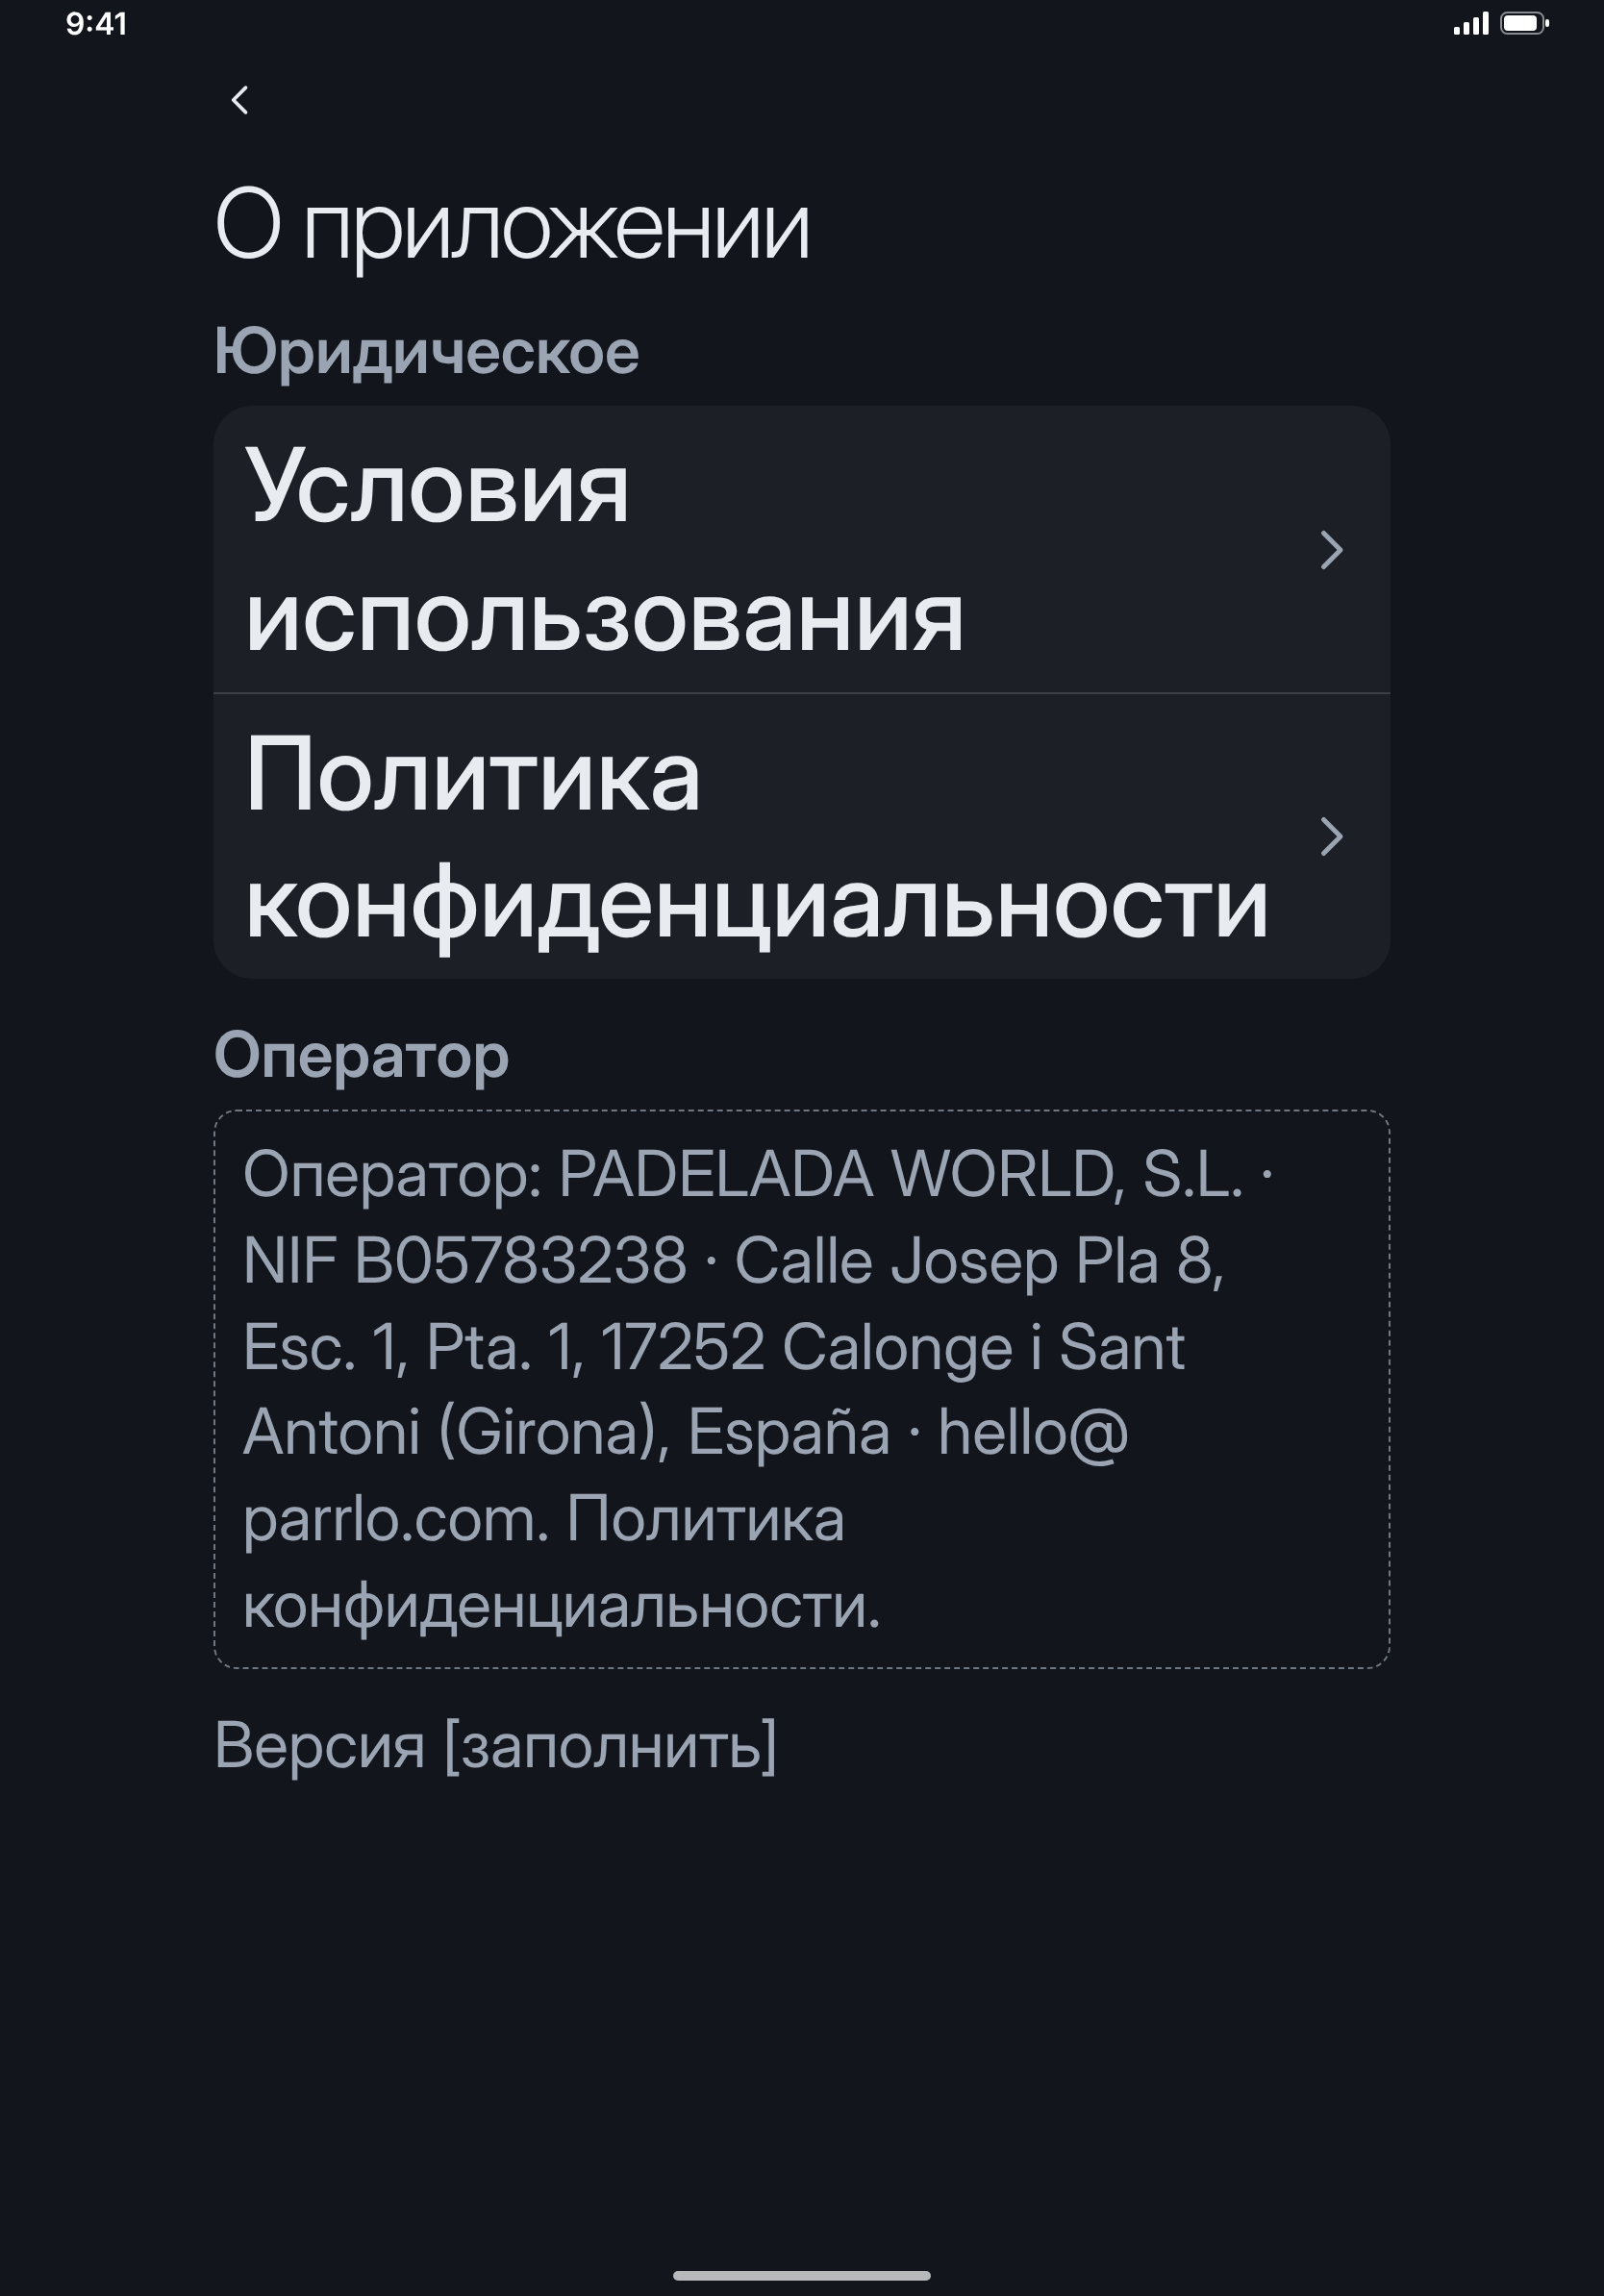 9:41
О приложении
Юридическое
Условия
использования
Политика
конфиденциальности
Оператор
Оператор: PADELADA WORLD, S.L. ·
NIF B05783238 · Calle Josep Pla 8,
Esc. 1, Pta. 1, 17252 Calonge i Sant
Antoni (Girona), España · hello@
parrlo.com. Политика
конфиденциальности.
Версия [заполнить]